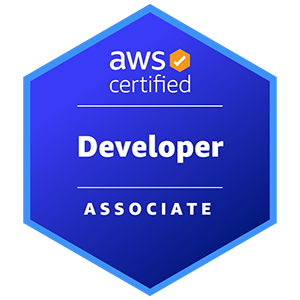 aws
certified
Developer
ASSOCIATE